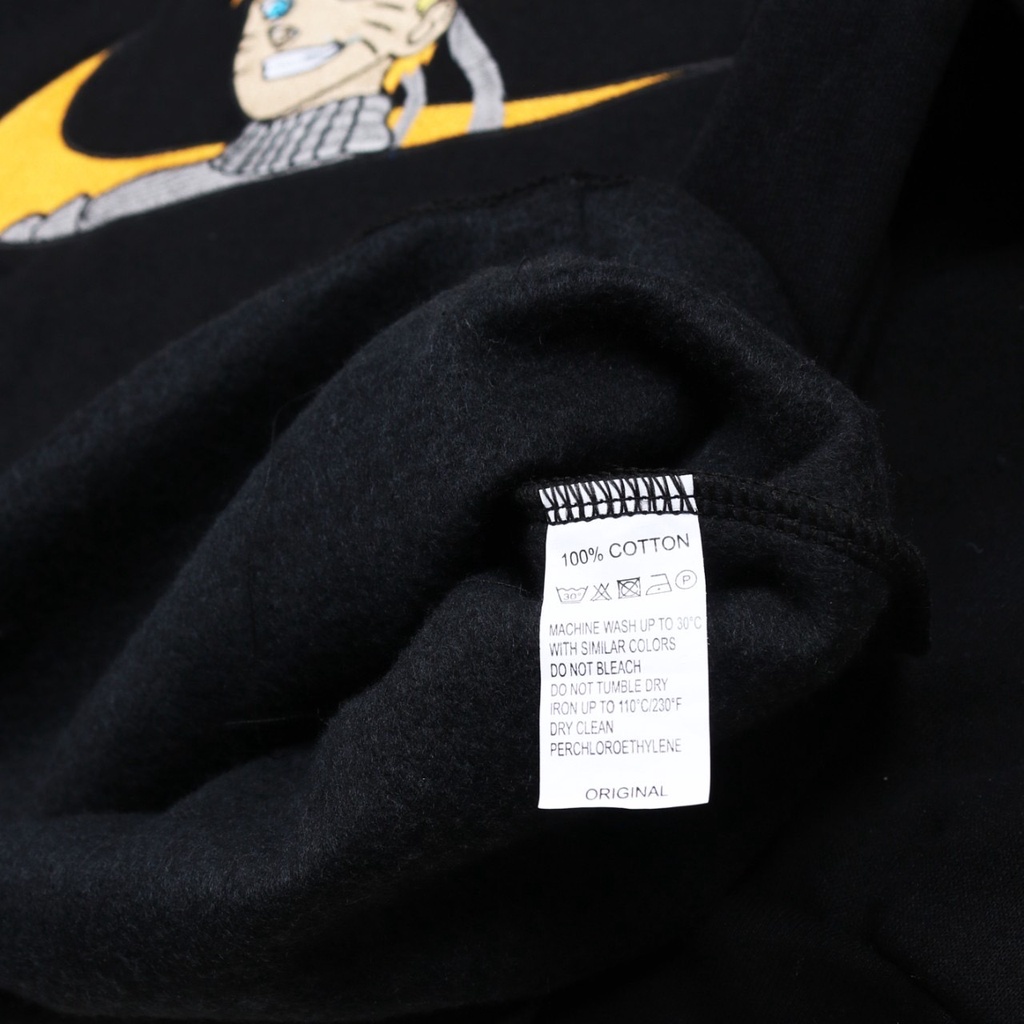 100% COTTON
30° P
MACHINE WASH UP TO 30°C
WITH SIMILAR COLORS
DO NOT BLEACH
DO NOT TUMBLE DRY
IRON UP TO 110°C/230°F
DRY CLEAN
PERCHLOROETHYLENE
ORIGINAL